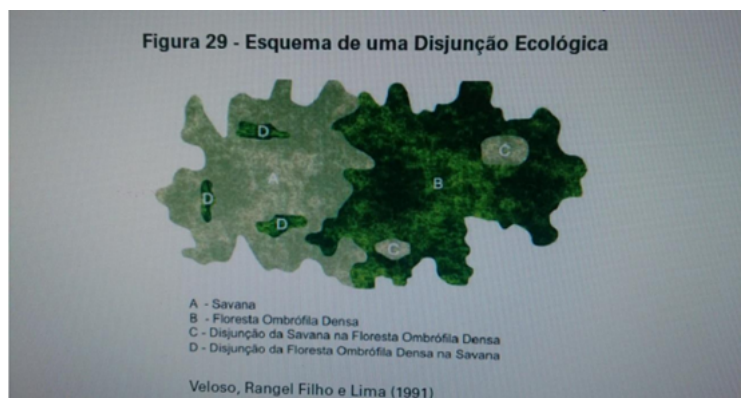 Figura 29 - Esquema de uma Disjunção Ecológica
D
C
A
B
D
D
C
A - Savana
B - Floresta Ombrófila Densa
C - Disjunção da Savana na Floresta Ombrófila Densa
D - Disjunção da Floresta Ombrófila Densa na Savana
Veloso, Rangel Filho e Lima (1991)